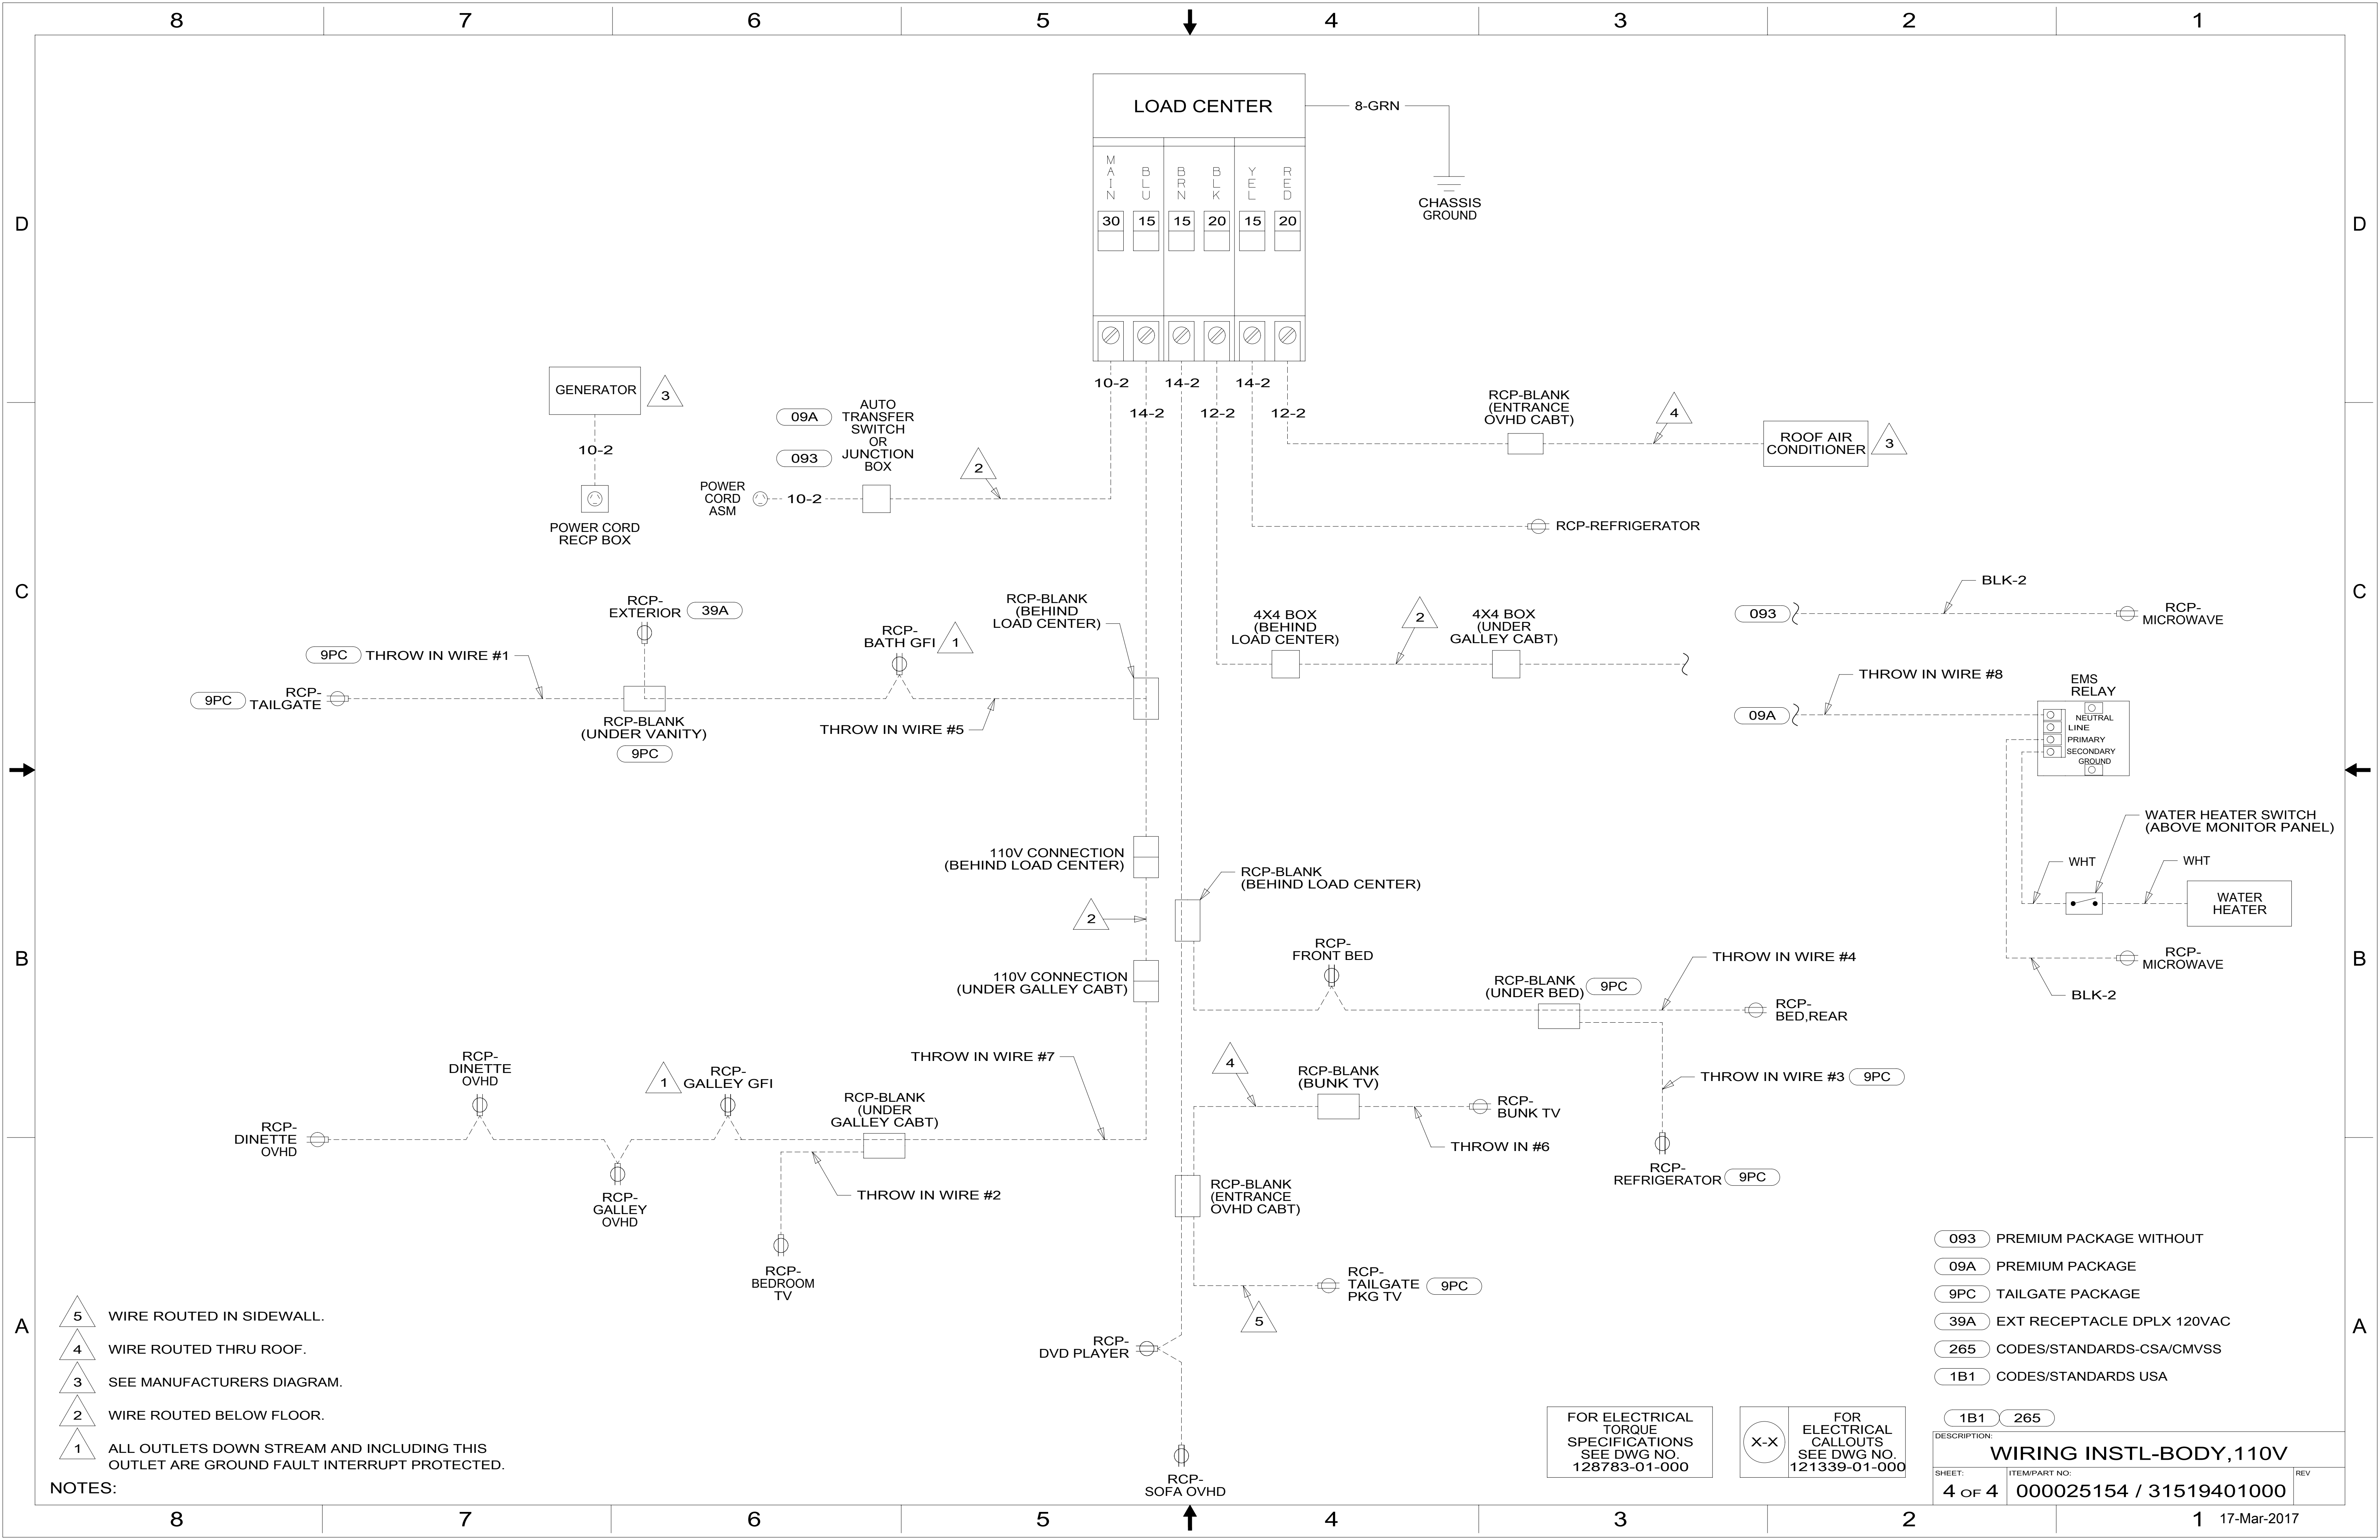 8 7 6 5 4 3 2 1
LOAD CENTER
8-GRN
CHASSIS
GROUND
MAIN BLU BRN BLK YEL RED
30 15 15 20 15 20
D
D
10-2 14-2 14-2
14-2 12-2 12-2
GENERATOR
3
10-2
POWER CORD
RECP BOX
09A
093
AUTO
TRANSFER
SWITCH
OR
JUNCTION
BOX
POWER
CORD
ASM
10-2
2
RCP-BLANK
(ENTRANCE
OVHD CABT)
4
ROOF AIR
CONDITIONER
3
RCP-REFRIGERATOR
C
C
RCP-
EXTERIOR
39A
9PC THROW IN WIRE #1
9PC
RCP-
TAILGATE
RCP-BLANK
(UNDER VANITY)
9PC
RCP-
BATH GFI
1
THROW IN WIRE #5
RCP-BLANK
(BEHIND
LOAD CENTER)
4X4 BOX
(BEHIND
LOAD CENTER)
2
4X4 BOX
(UNDER
GALLEY CABT)
093
BLK-2
RCP-
MICROWAVE
THROW IN WIRE #8
09A
EMS
RELAY
NEUTRAL
LINE
PRIMARY
SECONDARY
GROUND
WATER HEATER SWITCH
(ABOVE MONITOR PANEL)
WHT
WHT
WATER
HEATER
RCP-
MICROWAVE
BLK-2
110V CONNECTION
(BEHIND LOAD CENTER)
2
110V CONNECTION
(UNDER GALLEY CABT)
RCP-BLANK
(BEHIND LOAD CENTER)
B
B
RCP-
FRONT BED
RCP-BLANK
(UNDER BED)
9PC
THROW IN WIRE #4
RCP-
BED,REAR
THROW IN WIRE #3 9PC
RCP-
REFRIGERATOR
9PC
RCP-
DINETTE
OVHD
RCP-
DINETTE
OVHD
1
RCP-
GALLEY GFI
RCP-
GALLEY
OVHD
RCP-BLANK
(UNDER
GALLEY CABT)
THROW IN WIRE #7
THROW IN WIRE #2
RCP-
BEDROOM
TV
4
RCP-BLANK
(BUNK TV)
RCP-
BUNK TV
THROW IN #6
RCP-BLANK
(ENTRANCE
OVHD CABT)
RCP-
TAILGATE
PKG TV
9PC
5
RCP-
DVD PLAYER
RCP-
SOFA OVHD
A
A
5 WIRE ROUTED IN SIDEWALL.
4 WIRE ROUTED THRU ROOF.
3 SEE MANUFACTURERS DIAGRAM.
2 WIRE ROUTED BELOW FLOOR.
1 ALL OUTLETS DOWN STREAM AND INCLUDING THIS
OUTLET ARE GROUND FAULT INTERRUPT PROTECTED.
NOTES:
093 PREMIUM PACKAGE WITHOUT
09A PREMIUM PACKAGE
9PC TAILGATE PACKAGE
39A EXT RECEPTACLE DPLX 120VAC
265 CODES/STANDARDS-CSA/CMVSS
1B1 CODES/STANDARDS USA
1B1 265
FOR ELECTRICAL
TORQUE
SPECIFICATIONS
SEE DWG NO.
128783-01-000
X-X
FOR
ELECTRICAL
CALLOUTS
SEE DWG NO.
121339-01-000
DESCRIPTION:
WIRING INSTL-BODY,110V
SHEET:
4 OF 4
ITEM/PART NO:
000025154 / 31519401000
REV
8 7 6 5 4 3 2 1
17-Mar-2017